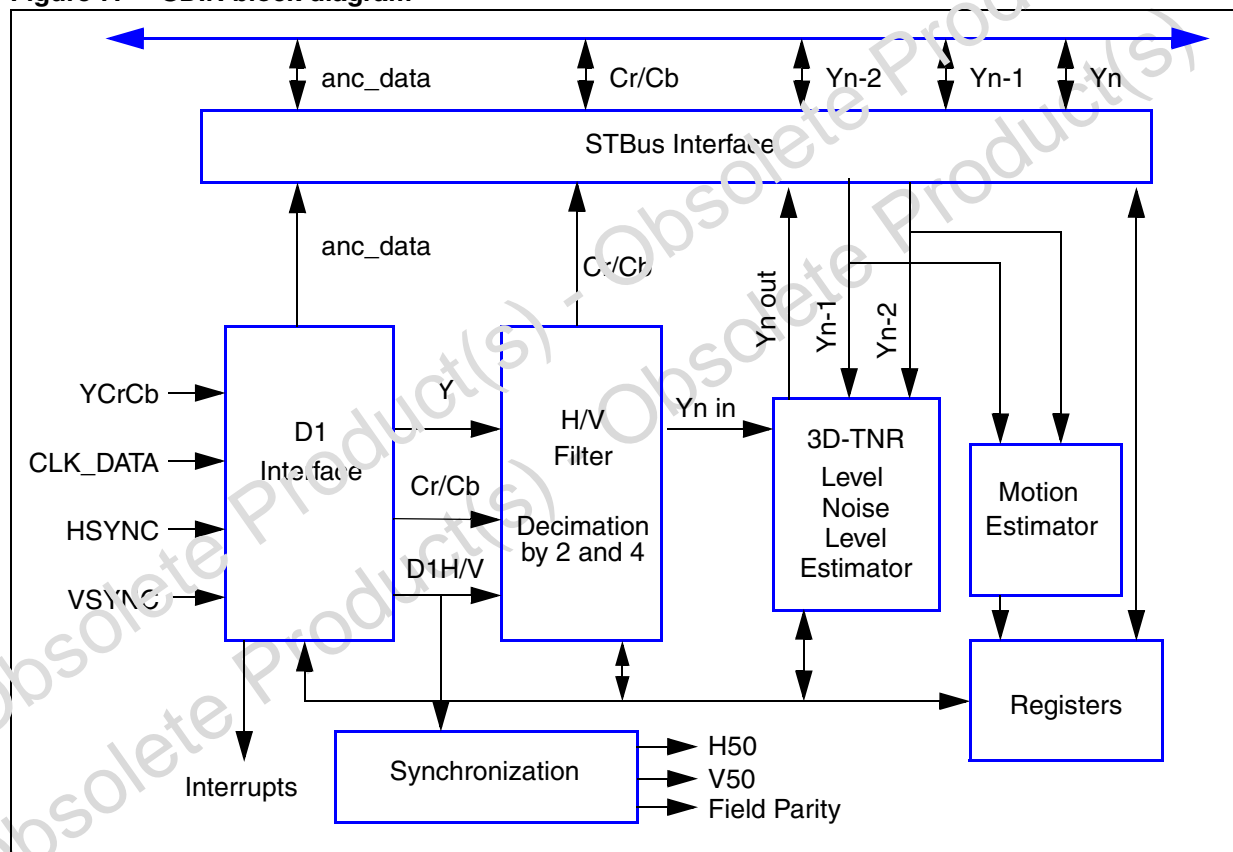 anc_data
Cr/Cb
Yn-2
Yn-1
Yn
STBus Interface
anc_data
Cr/Cb
Yn out
Yn-1
Yn-2
YCrCb
CLK_DATA
HSYNC
VSYNC
D1
Interface
Y
Cr/Cb
D1H/V
H/V
Filter
Decimation
by 2 and 4
Yn in
3D-TNR
Level
Noise
Level
Estimator
Motion
Estimator
Registers
Interrupts
Synchronization
H50
V50
Field Parity
Obsolete Product(s) - Obsolete Prod
Obsolete Product(s)
Obsolete Product(s)